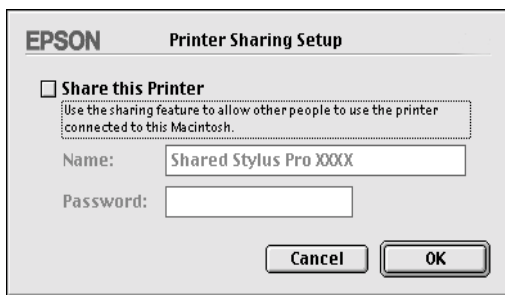 EPSON Printer Sharing Setup
Share this Printer
Use the sharing feature to allow other people to use the printer
connected to this Macintosh.
Name: Shared Stylus Pro XXXX
Password:
Cancel OK